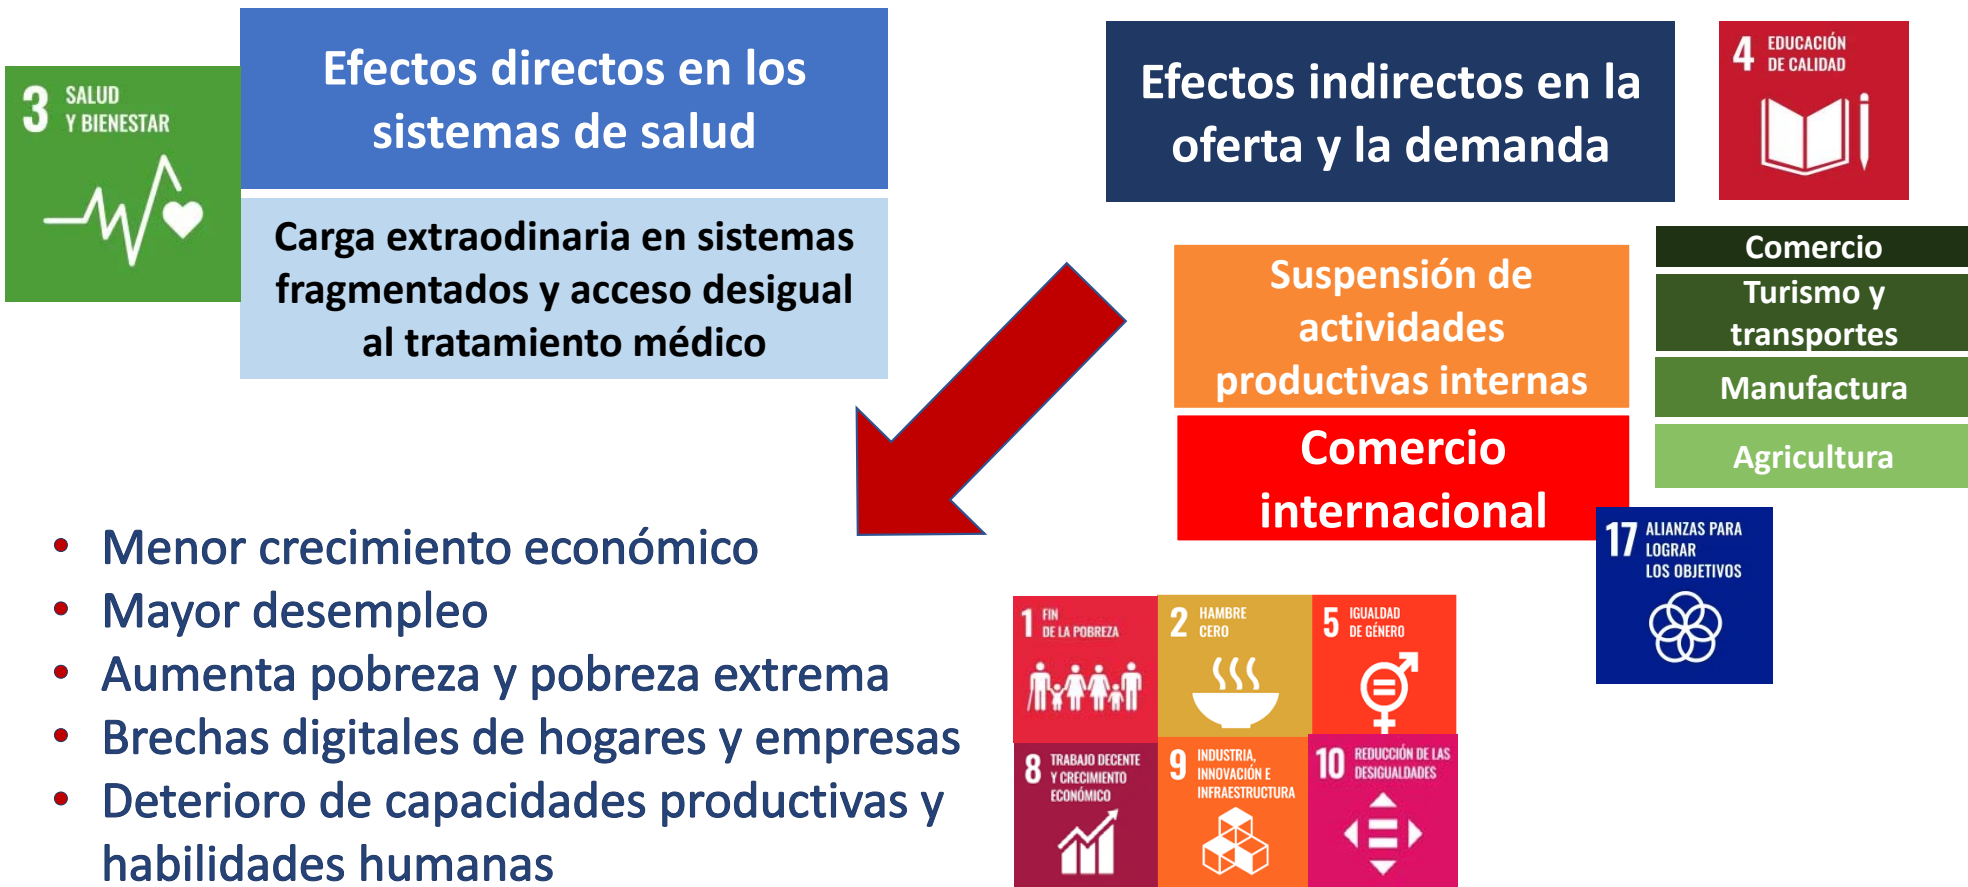 3 SALUD
Y BIENESTAR
Efectos directos en los
sistemas de salud
Carga extraodinaria en sistemas
fragmentados y acceso desigual
al tratamiento médico
Efectos indirectos en la
oferta y la demanda
4 EDUCACIÓN
DE CALIDAD
Suspensión de
actividades
productivas internas
Comercio
internacional
Comercio
Turismo y
transportes
Manufactura
Agricultura
17 ALIANZAS PARA
LOGRAR
LOS OBJETIVOS
• Menor crecimiento económico
• Mayor desempleo
• Aumenta pobreza y pobreza extrema
• Brechas digitales de hogares y empresas
• Deterioro de capacidades productivas y
habilidades humanas
1 FIN
DE LA POBREZA
2 HAMBRE
CERO
5 IGUALDAD
DE GÉNERO
8 TRABAJO DECENTE
Y CRECIMIENTO
ECONÓMICO
9 INDUSTRIA,
INNOVACIÓN E
INFRAESTRUCTURA
10 REDUCCIÓN DE LAS
DESIGUALDADES